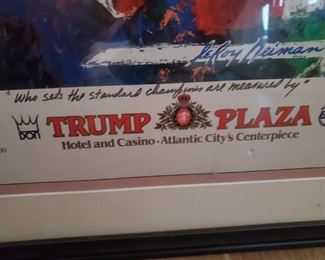 LeRoy Neiman
"Who sets the standard champions are measured by"
DON TRUMP PLAZA
Hotel and Casino • Atlantic City's Centerpiece